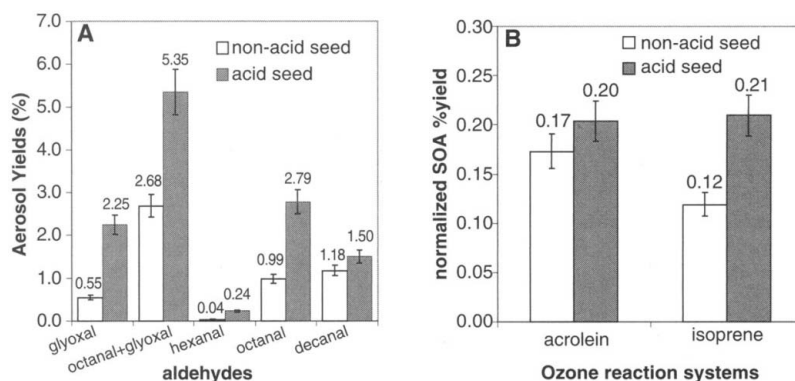 A
non-acid seed
acid seed
Aerosol Yields (%)
7.0
6.0
5.0
4.0
3.0
2.0
1.0
0.0
0.55
2.25
2.68
5.35
0.04
0.24
0.99
2.79
1.18
1.50
glyoxal
octanal+glyoxal
hexanal
octanal
decanal
aldehydes
B
non-acid seed
acid seed
normalized SOA %yield
0.30
0.25
0.20
0.15
0.10
0.05
0.00
0.17
0.20
0.12
0.21
acrolein
isoprene
Ozone reaction systems